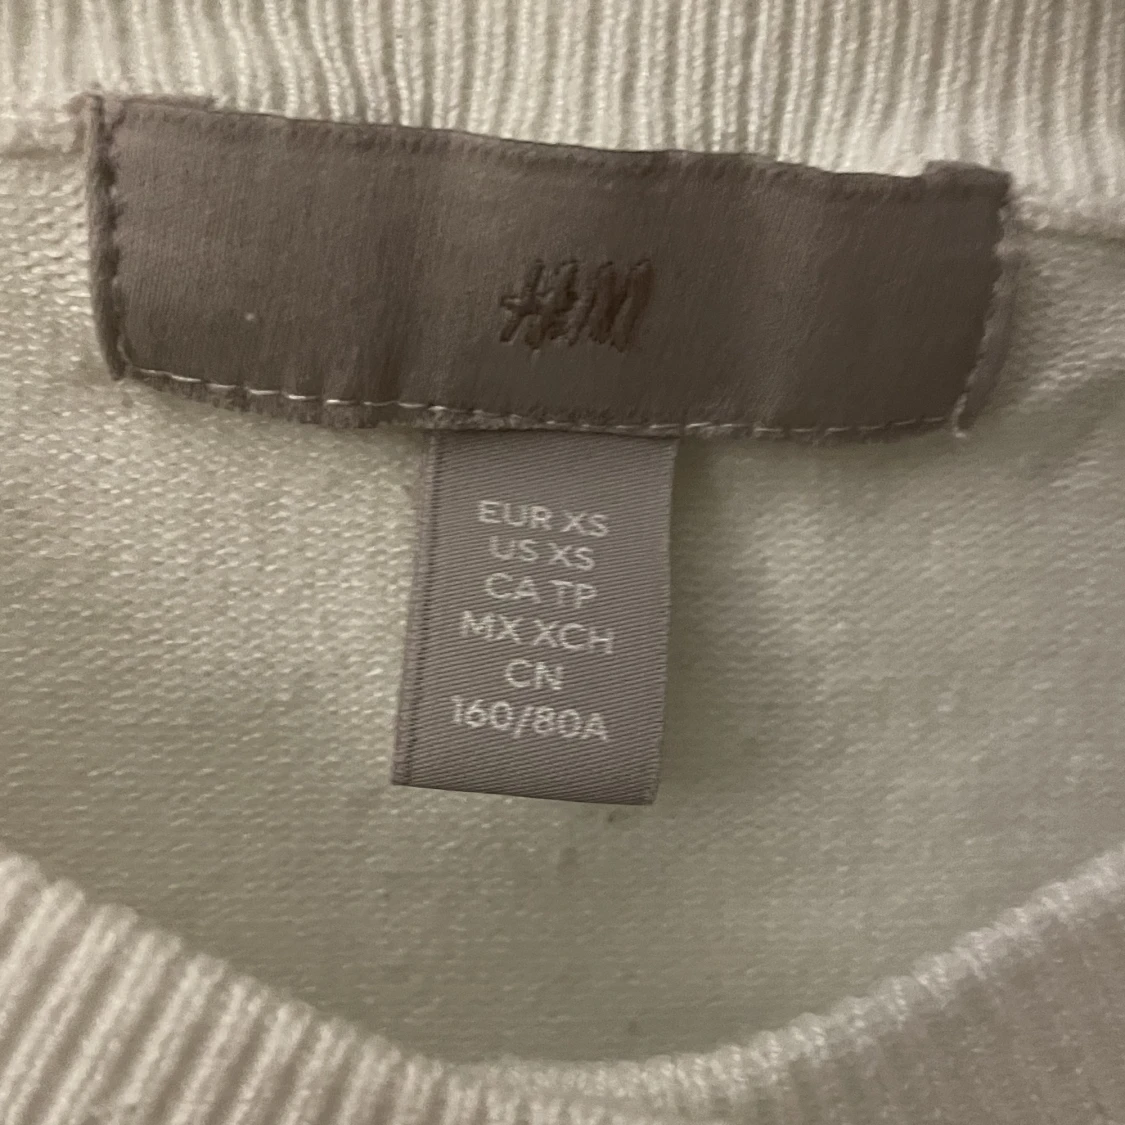 H&M
EUR XS
US XS
CA TP
MX XCH
CN
160/80A